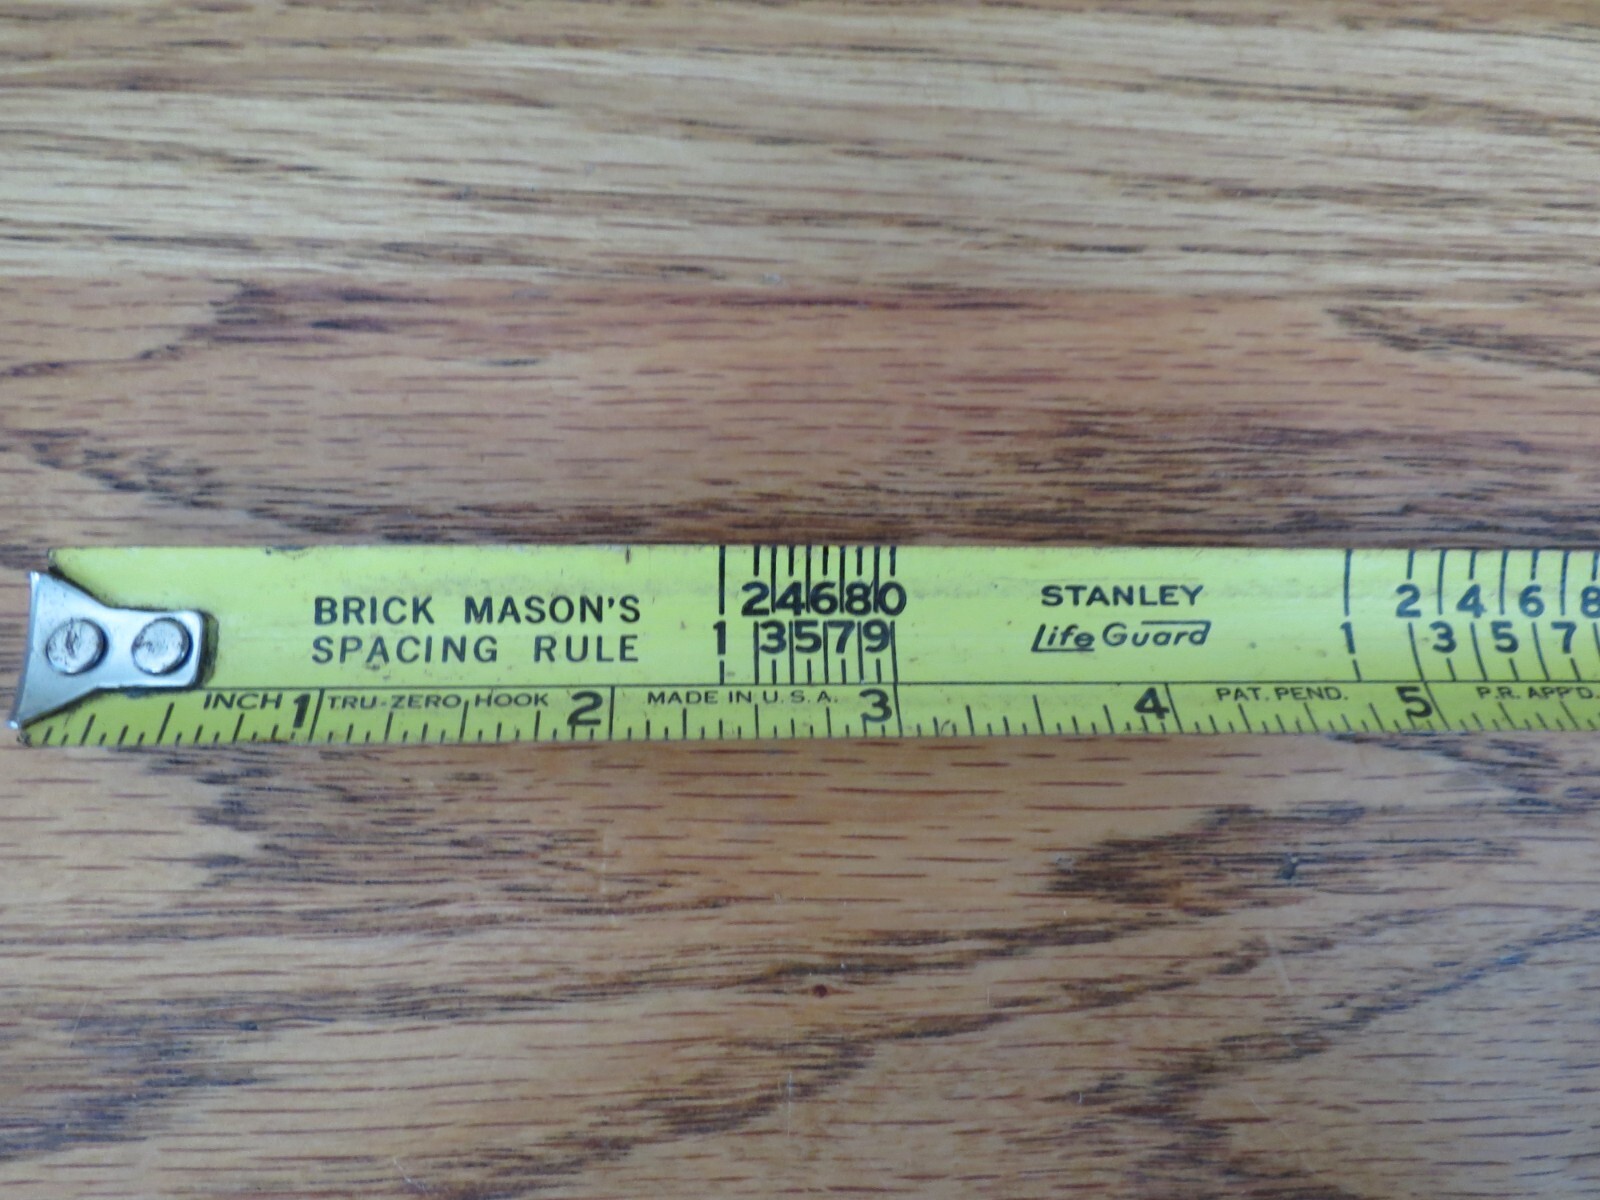 BRICK MASON'S
SPACING RULE
2 4 6 8 0
1 3 5 7 9
STANLEY
Life Guard
2 4 6 8
1 3 5 7
INCH 1 TRU-ZERO HOOK 2 MADE IN U.S.A. 3 4 PAT. PEND. 5 P.R. APP'D.